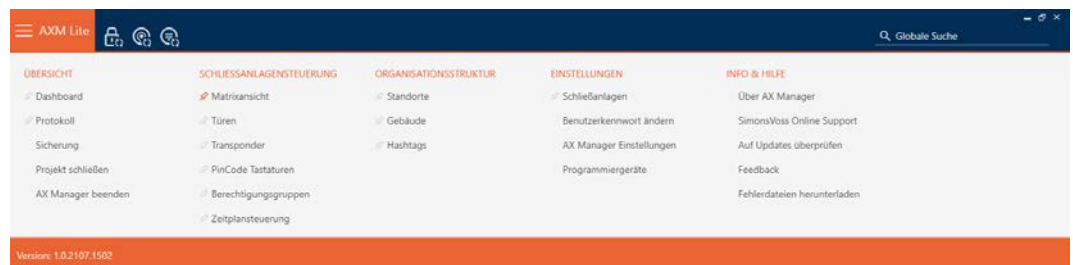 AXM Lite
Globale Suche
ÜBERSICHT
Dashboard
Protokoll
Sicherung
Projekt schließen
AX Manager beenden
SCHLIESSANLAGENSTEUERUNG
Matrixansicht
Türen
Transponder
PinCode Tastaturen
Berechtigungsgruppen
Zeitplansteuerung
ORGANISATIONSSTRUKTUR
Standorte
Gebäude
Hashtags
EINSTELLUNGEN
Schließanlagen
Benutzerkennwort ändern
AX Manager Einstellungen
Programmiergeräte
INFO & HILFE
Über AX Manager
SimonsVoss Online Support
Auf Updates überprüfen
Feedback
Fehlerdateien herunterladen
Version: 1.0.2107.1502